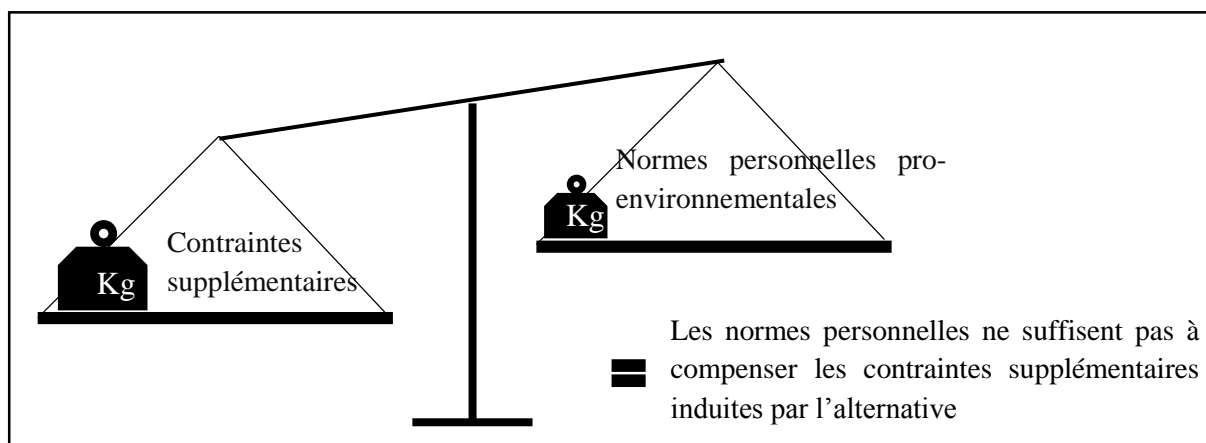 Normes personnelles pro-
environnementales
Kg
Contraintes
supplémentaires
Kg
Les normes personnelles ne suffisent pas à
compenser les contraintes supplémentaires
induites par l’alternative